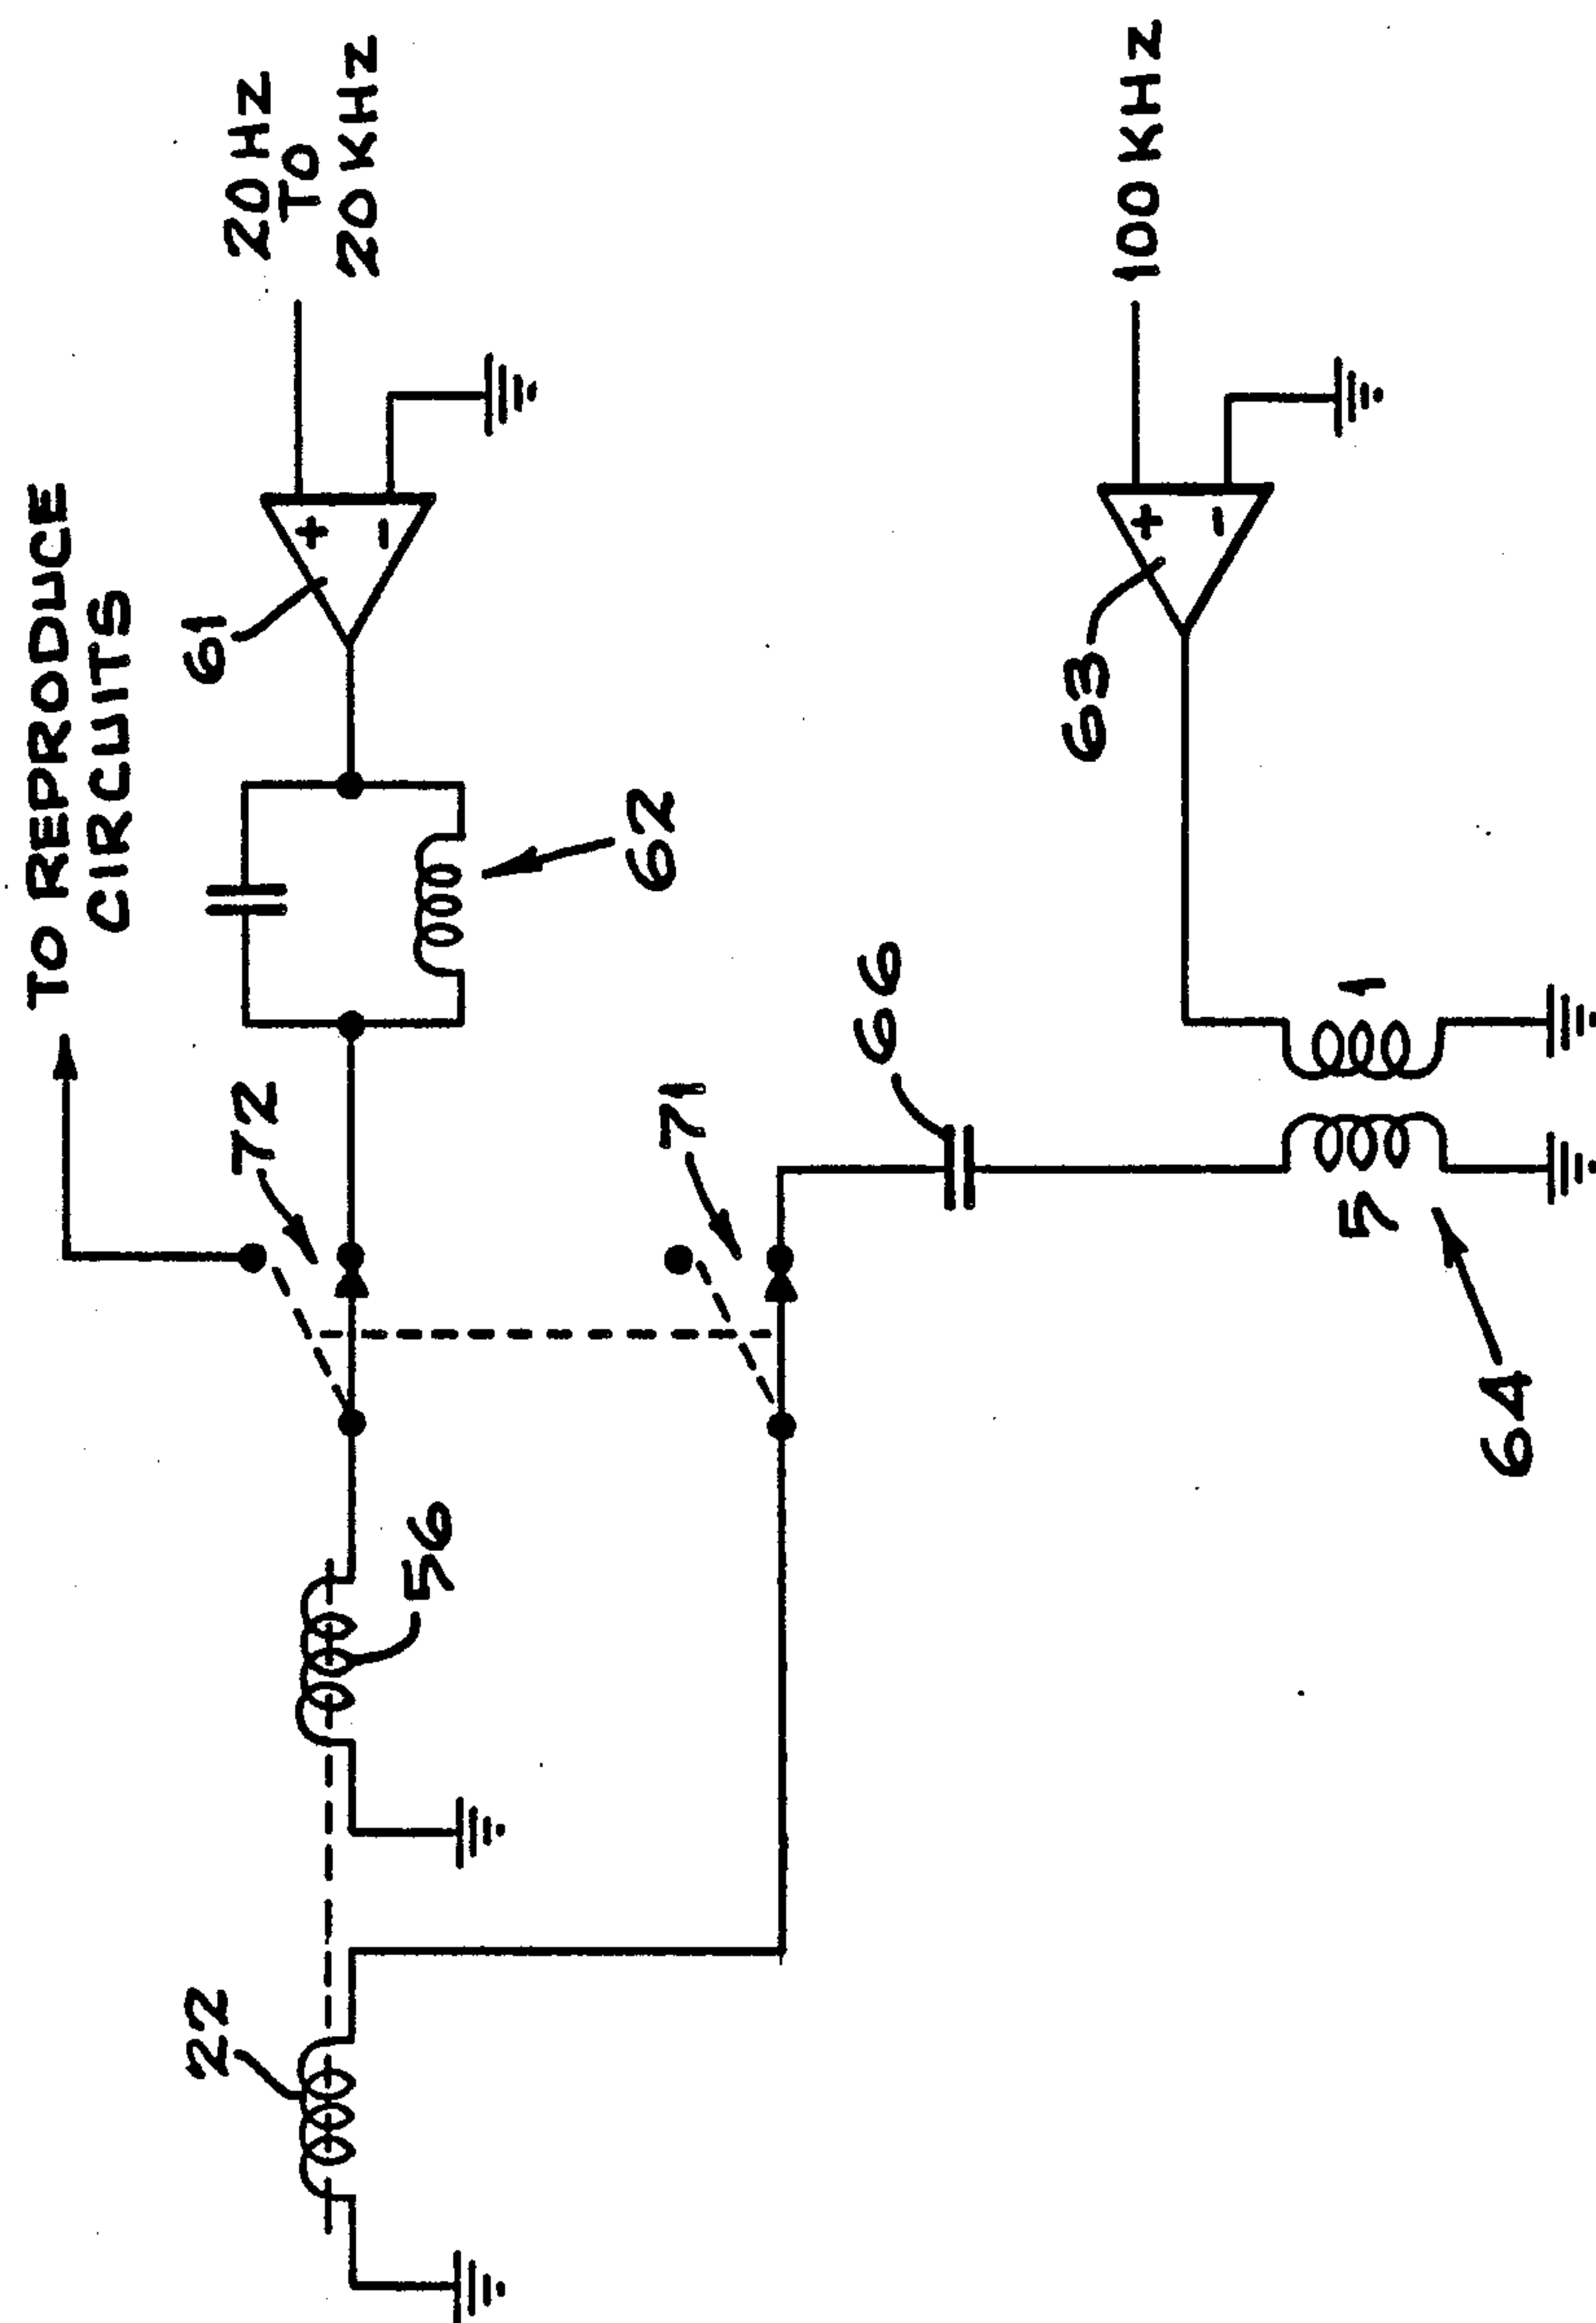 TO REPRODUCE
CIRCUITS
20 HZ
TO
20 KHZ
61
72
62
22
56
71
66
63
100 KHZ
5
1
64
+
-
+
-